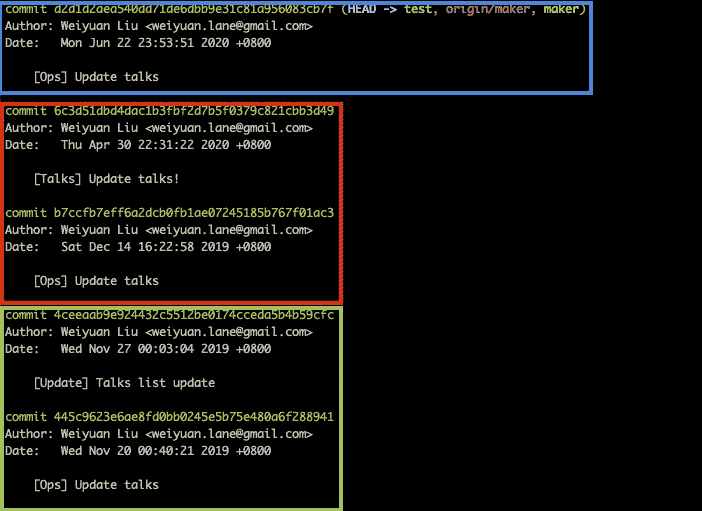 commit d2d1d2aea540dd71de6dbb9e31c81a956083cb7f (HEAD -> test, origin/maker, maker)
Author: Weiyuan Liu <weiyuan.lane@gmail.com>
Date:   Mon Jun 22 23:53:51 2020 +0800
[Ops] Update talks
commit 6c3d51dbd4dac1b3fbf2d7b5f0379c821cbb3d49
Author: Weiyuan Liu <weiyuan.lane@gmail.com>
Date:   Thu Apr 30 22:31:22 2020 +0800
[Talks] Update talks!
commit b7ccfb7eff6a2dcb0fb1ae07245185b767f01ac3
Author: Weiyuan Liu <weiyuan.lane@gmail.com>
Date:   Sat Dec 14 16:22:58 2019 +0800
[Ops] Update talks
commit 4ceeaab9e924432c5512be0174cceda5b4b59cfc
Author: Weiyuan Liu <weiyuan.lane@gmail.com>
Date:   Wed Nov 27 00:03:04 2019 +0800
[Update] Talks list update
commit 445c9623e6ae8fd0bb0245e5b75e480a6f288941
Author: Weiyuan Liu <weiyuan.lane@gmail.com>
Date:   Wed Nov 20 00:40:21 2019 +0800
[Ops] Update talks